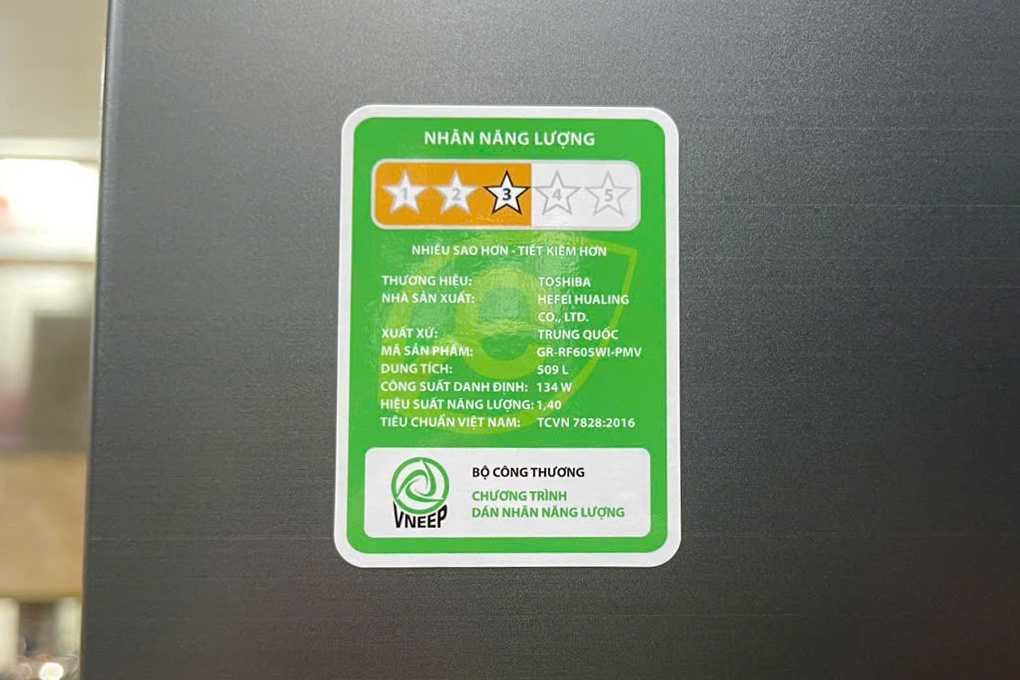 NHÃN NĂNG LƯỢNG
1 2 3 4 5
NHIỀU SAO HƠN - TIẾT KIỆM HƠN
THƯƠNG HIỆU: TOSHIBA
NHÀ SẢN XUẤT: HEFEI HUALING
CO., LTD.
XUẤT XỨ: TRUNG QUỐC
MÃ SẢN PHẨM: GR-RF605WI-PMV
DUNG TÍCH: 509 L
CÔNG SUẤT DANH ĐỊNH: 134 W
HIỆU SUẤT NĂNG LƯỢNG: 1,40
TIÊU CHUẨN VIỆT NAM: TCVN 7828:2016
BỘ CÔNG THƯƠNG
CHƯƠNG TRÌNH
DÁN NHÃN NĂNG LƯỢNG
VNEEP